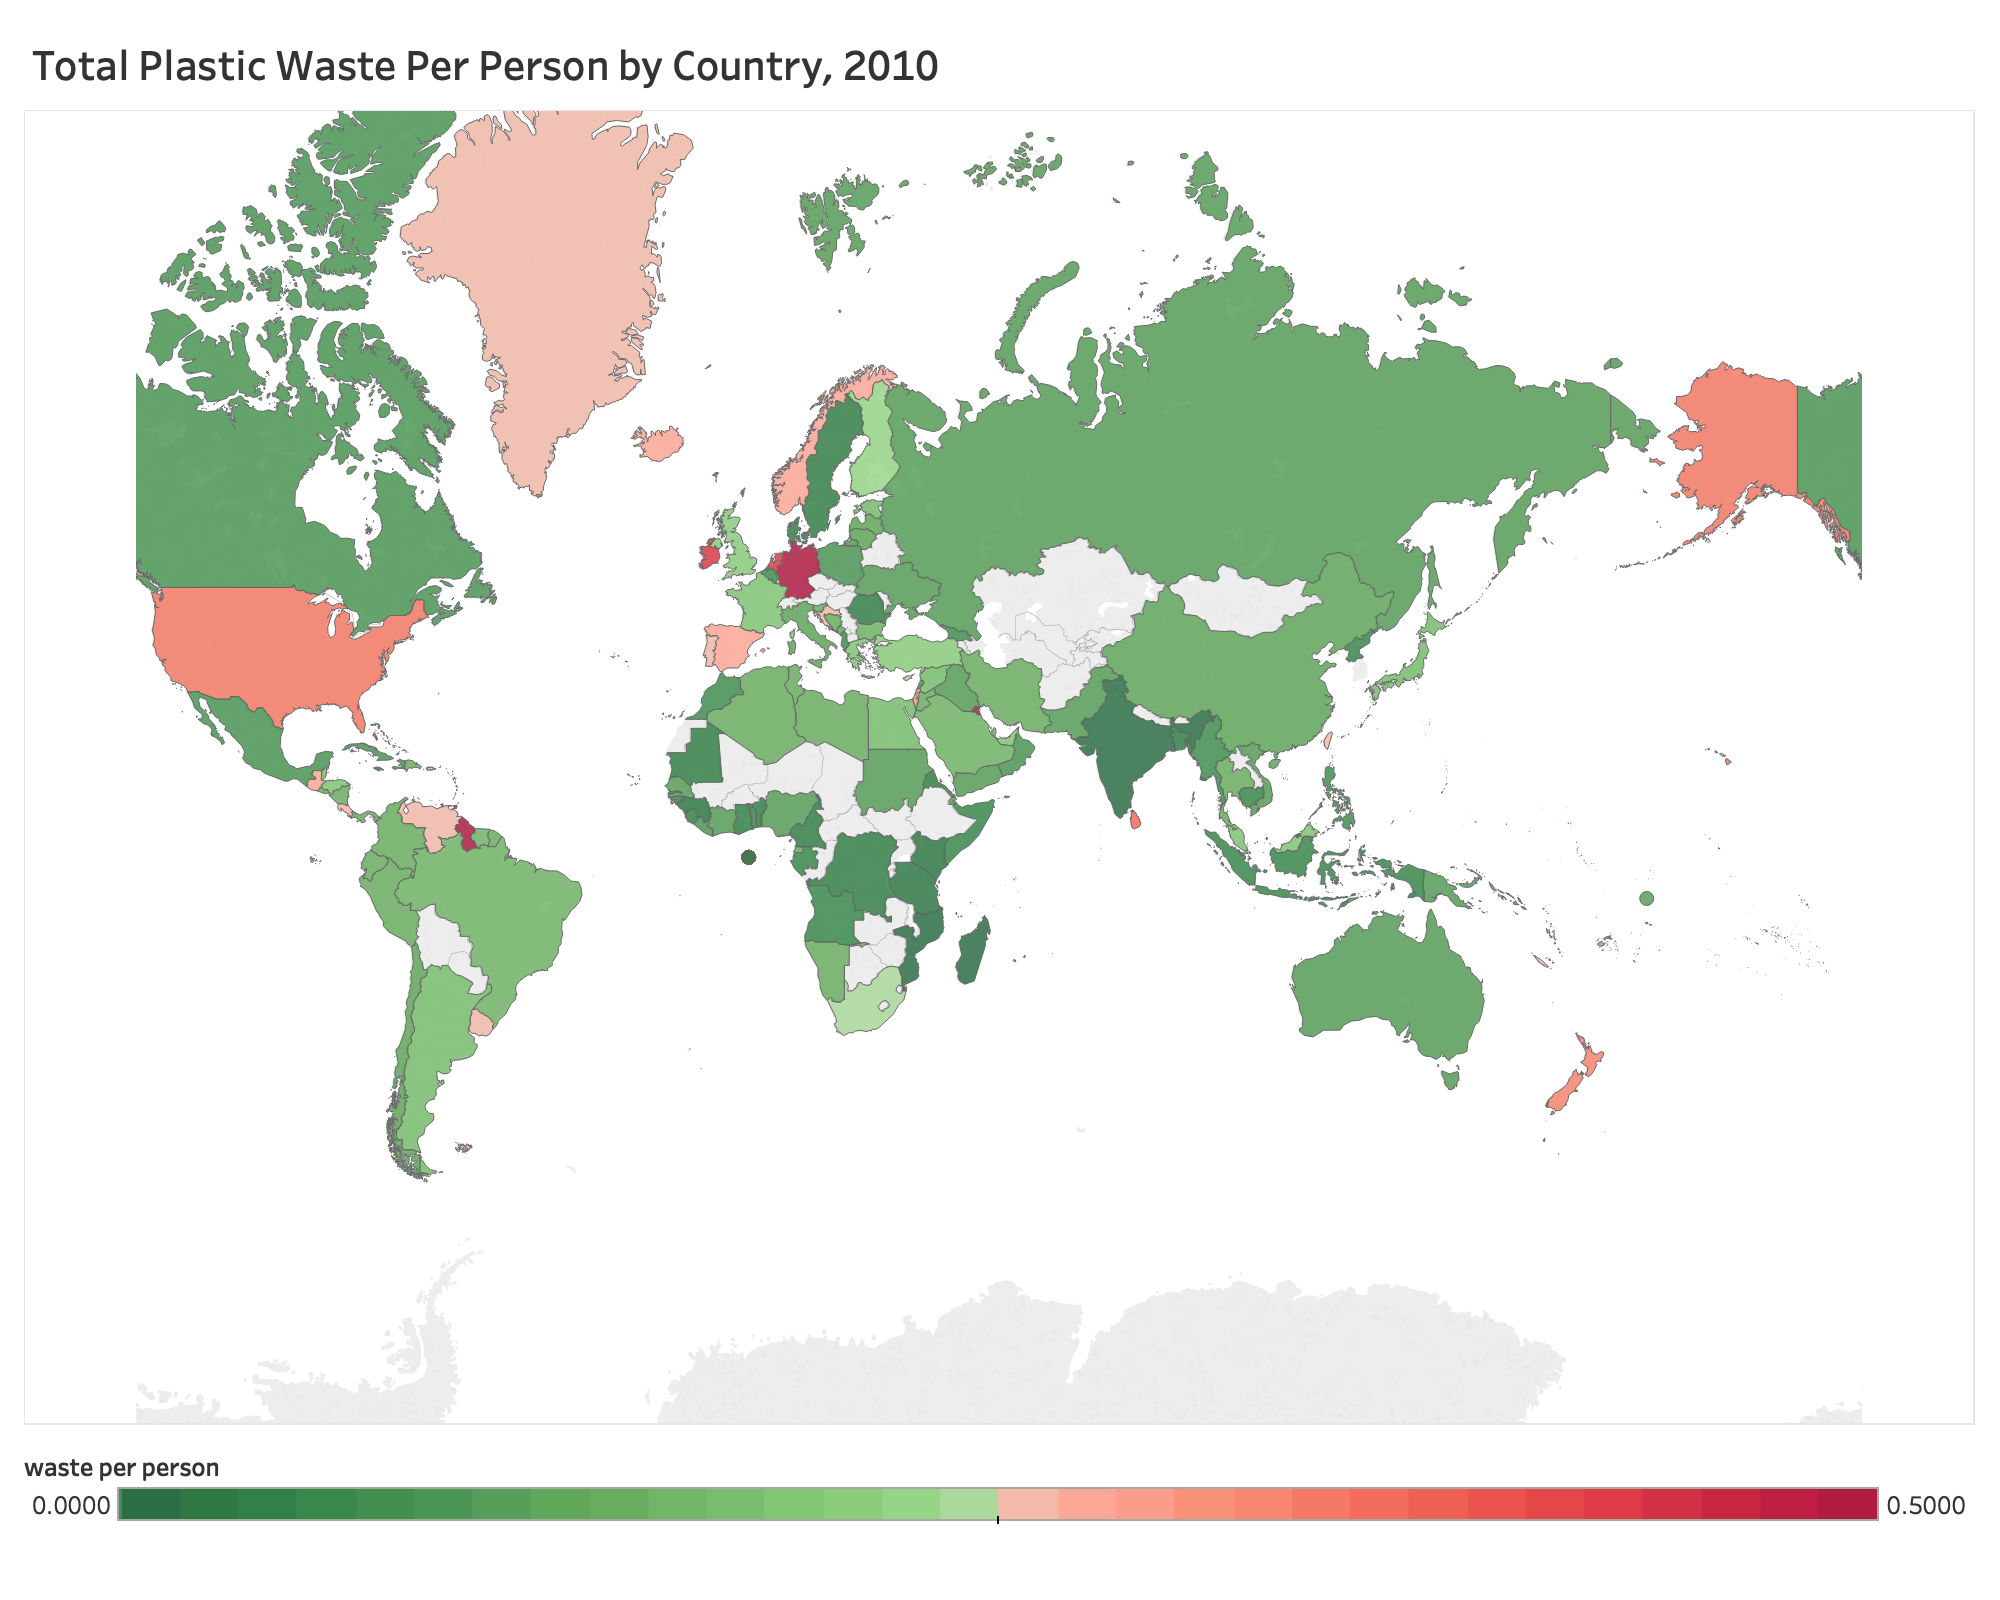 Total Plastic Waste Per Person by Country, 2010
waste per person
0.0000 0.5000